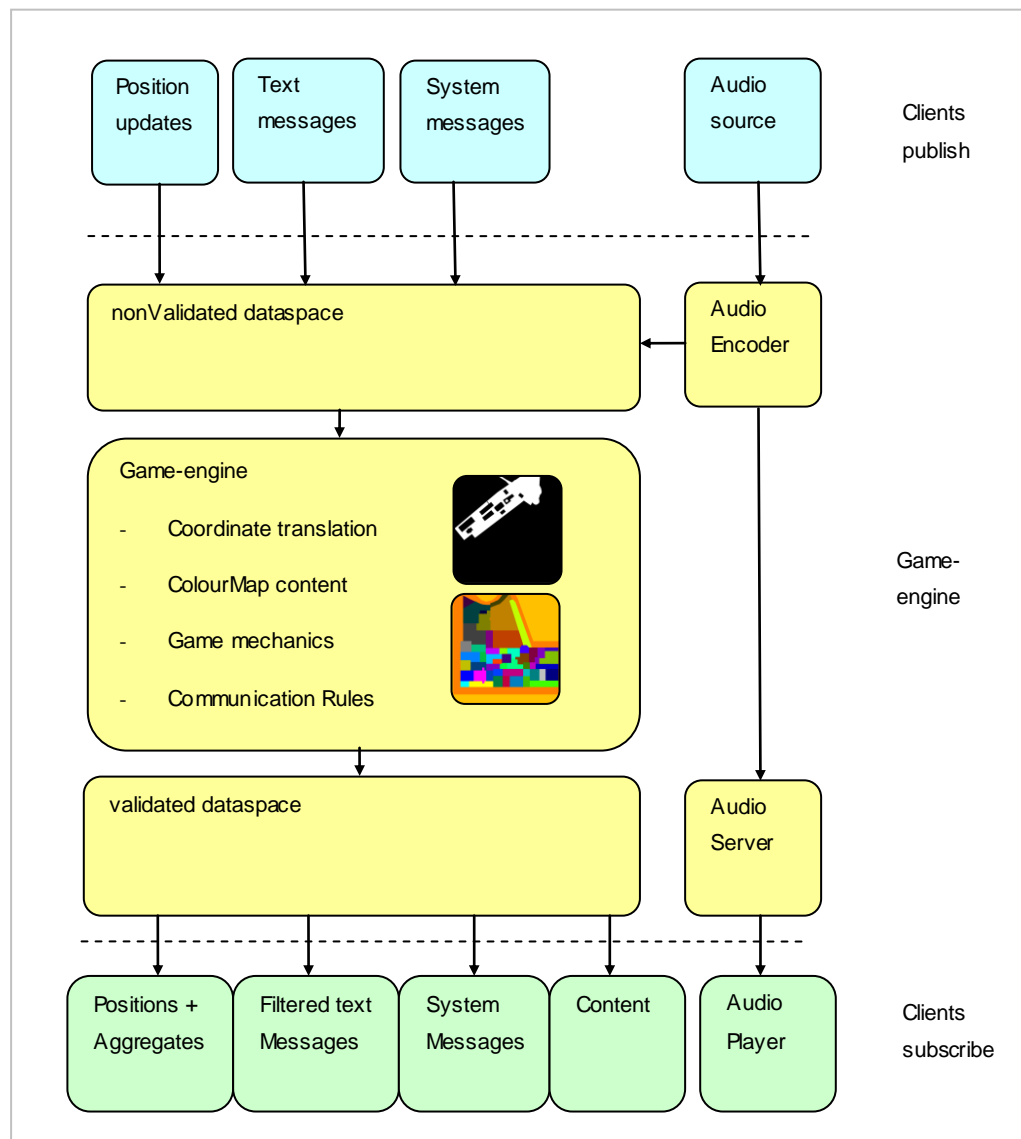 Position
updates
Text
messages
System
messages
Audio
source
Clients
publish
nonValidated dataspace
Audio
Encoder
Game-engine
- Coordinate translation
- ColourMap content
- Game mechanics
- Communication Rules
Game-
engine
validated dataspace
Audio
Server
Positions +
Aggregates
Filtered text
Messages
System
Messages
Content
Audio
Player
Clients
subscribe